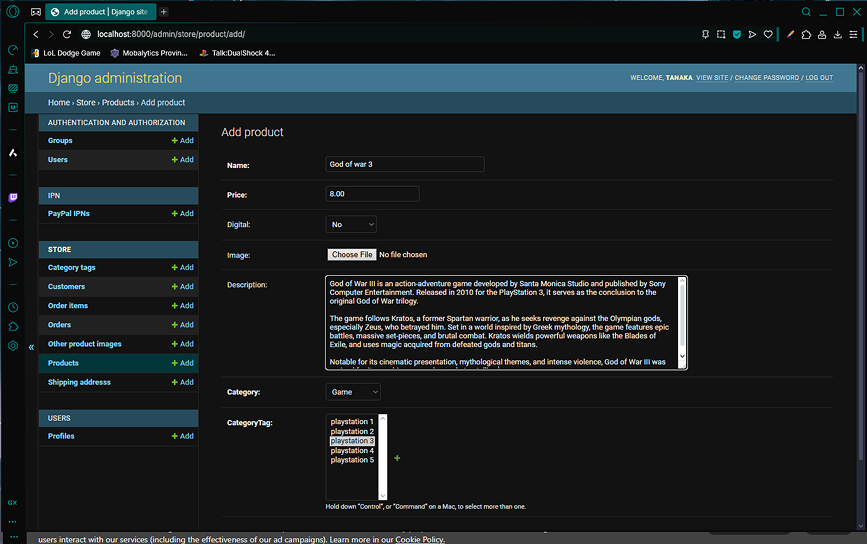 Add product | Django site
localhost:8000/admin/store/product/add/
LoL Dodge Game
Mobalytics Provin...
Talk:DualShock 4...
Django administration
WELCOME, TANAKA. VIEW SITE / CHANGE PASSWORD / LOG OUT
Home › Store › Products › Add product
AUTHENTICATION AND AUTHORIZATION
Groups + Add
Users + Add
IPN
PayPal IPNs + Add
STORE
Category tags + Add
Customers + Add
Order items + Add
Orders + Add
Other product images + Add
Products + Add
Shipping addresss + Add
USERS
Profiles + Add
«
Add product
Name: God of war 3
Price: 8.00
Digital: No
Image: Choose File No file chosen
Description:
God of War III is an action-adventure game developed by Santa Monica Studio and published by Sony
Computer Entertainment. Released in 2010 for the PlayStation 3, it serves as the conclusion to the
original God of War trilogy.
The game follows Kratos, a former Spartan warrior, as he seeks revenge against the Olympian gods,
especially Zeus, who betrayed him. Set in a world inspired by Greek mythology, the game features epic
battles, massive set-pieces, and brutal combat. Kratos wields powerful weapons like the Blades of
Exile, and uses magic acquired from defeated gods and titans.
Notable for its cinematic presentation, mythological themes, and intense violence, God of War III was
Category: Game
CategoryTag:
playstation 1
playstation 2
playstation 3
playstation 4
playstation 5
+
Hold down "Control", or "Command" on a Mac, to select more than one.
users interact with our services (including the effectiveness of our ad campaigns). Learn more in our Cookie Policy.